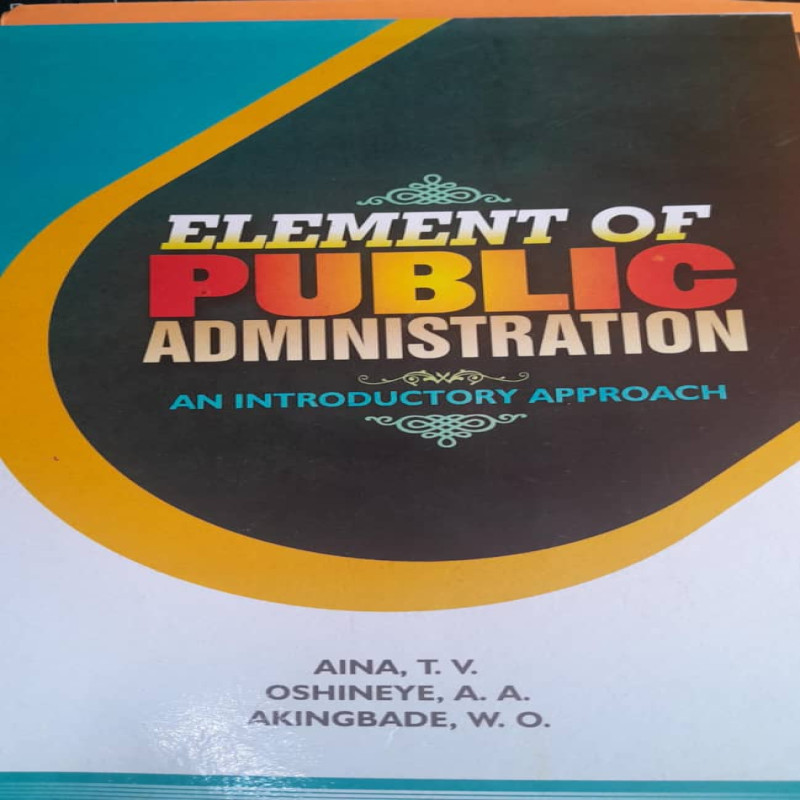 ELEMENT OF
PUBLIC
ADMINISTRATION
AN INTRODUCTORY APPROACH
AINA, T. V.
OSHINEYE, A. A.
AKINGBADE, W. O.